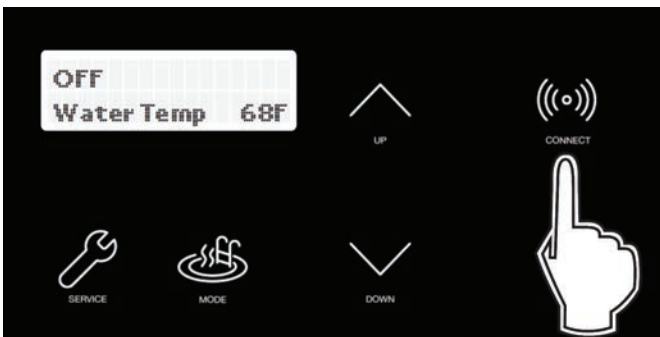 OFF
Water Temp 68F
UP
CONNECT
SERVICE
MODE
DOWN